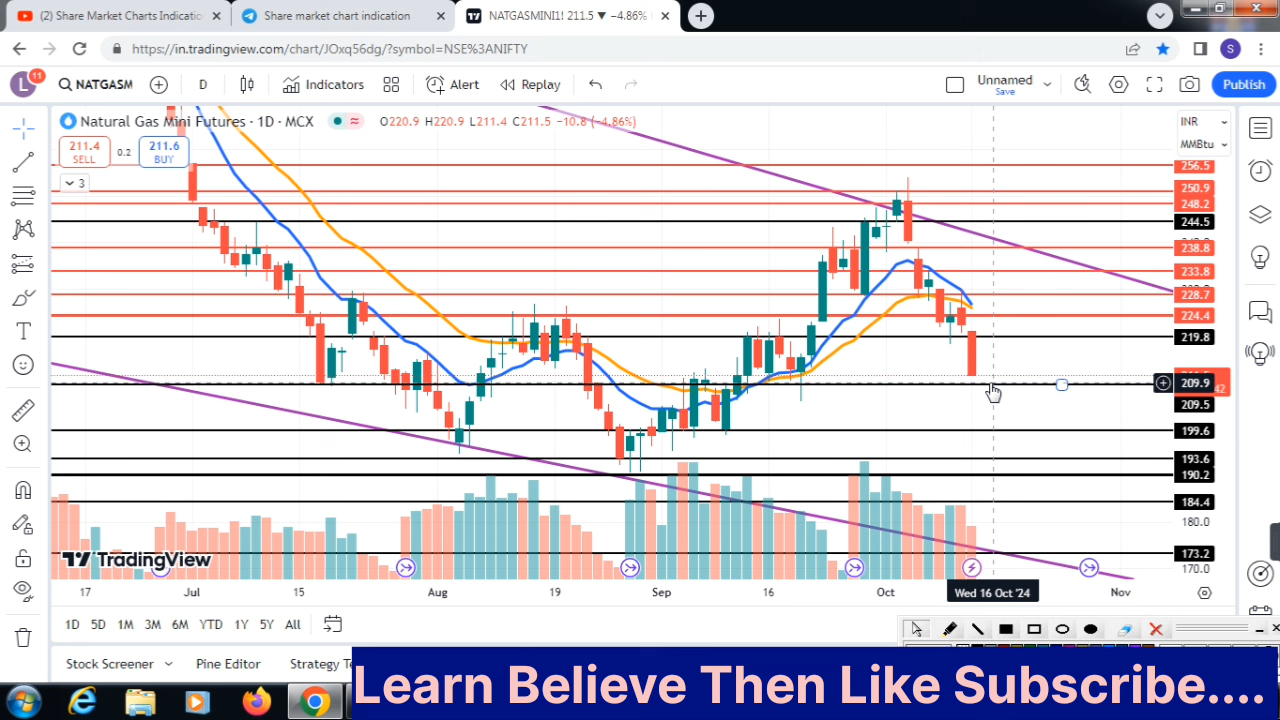 (2) Share Market Charts Indicatio
Share market chart indication
NATGASMINI1! 211.5 ▼ −4.86%
https://in.tradingview.com/chart/JOxq56dg/?symbol=NSE%3ANIFTY
S
L
11
NATGASM
D
Indicators
Alert
Replay
Unnamed
Save
Publish
Natural Gas Mini Futures · 1D · MCX
O220.9 H220.9 L211.4 C211.5 −10.8 (−4.86%)
INR
MMBtu
211.4
SELL
0.2
211.6
BUY
3
256.5
250.9
248.2
244.5
238.8
233.8
228.7
224.4
219.8
209.9
209.5
199.6
193.6
190.2
184.4
180.0
173.2
170.0
TradingView
17
Jul
15
Aug
19
Sep
16
Oct
Wed 16 Oct '24
Nov
1D 5D 1M 3M 6M YTD 1Y 5Y All
Stock Screener
Pine Editor
Strategy Te
Learn Believe Then Like Subscribe....